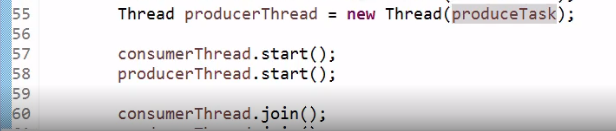 55 Thread producerThread = new Thread(produceTask);
56
57 consumerThread.start();
58 producerThread.start();
59
60 consumerThread.join();